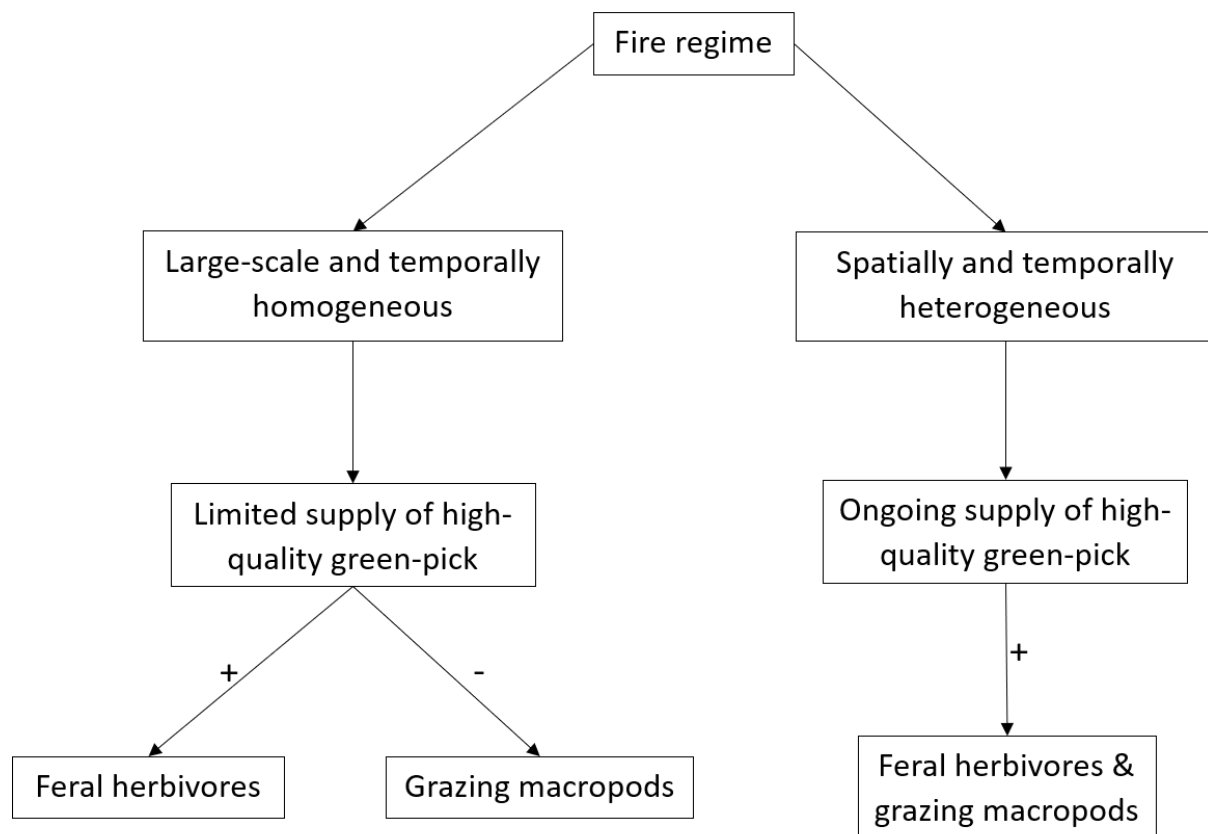 Fire regime
Large-scale and temporally
homogeneous
Spatially and temporally
heterogeneous
Limited supply of high-
quality green-pick
Ongoing supply of high-
quality green-pick
+
-
+
Feral herbivores
Grazing macropods
Feral herbivores &
grazing macropods